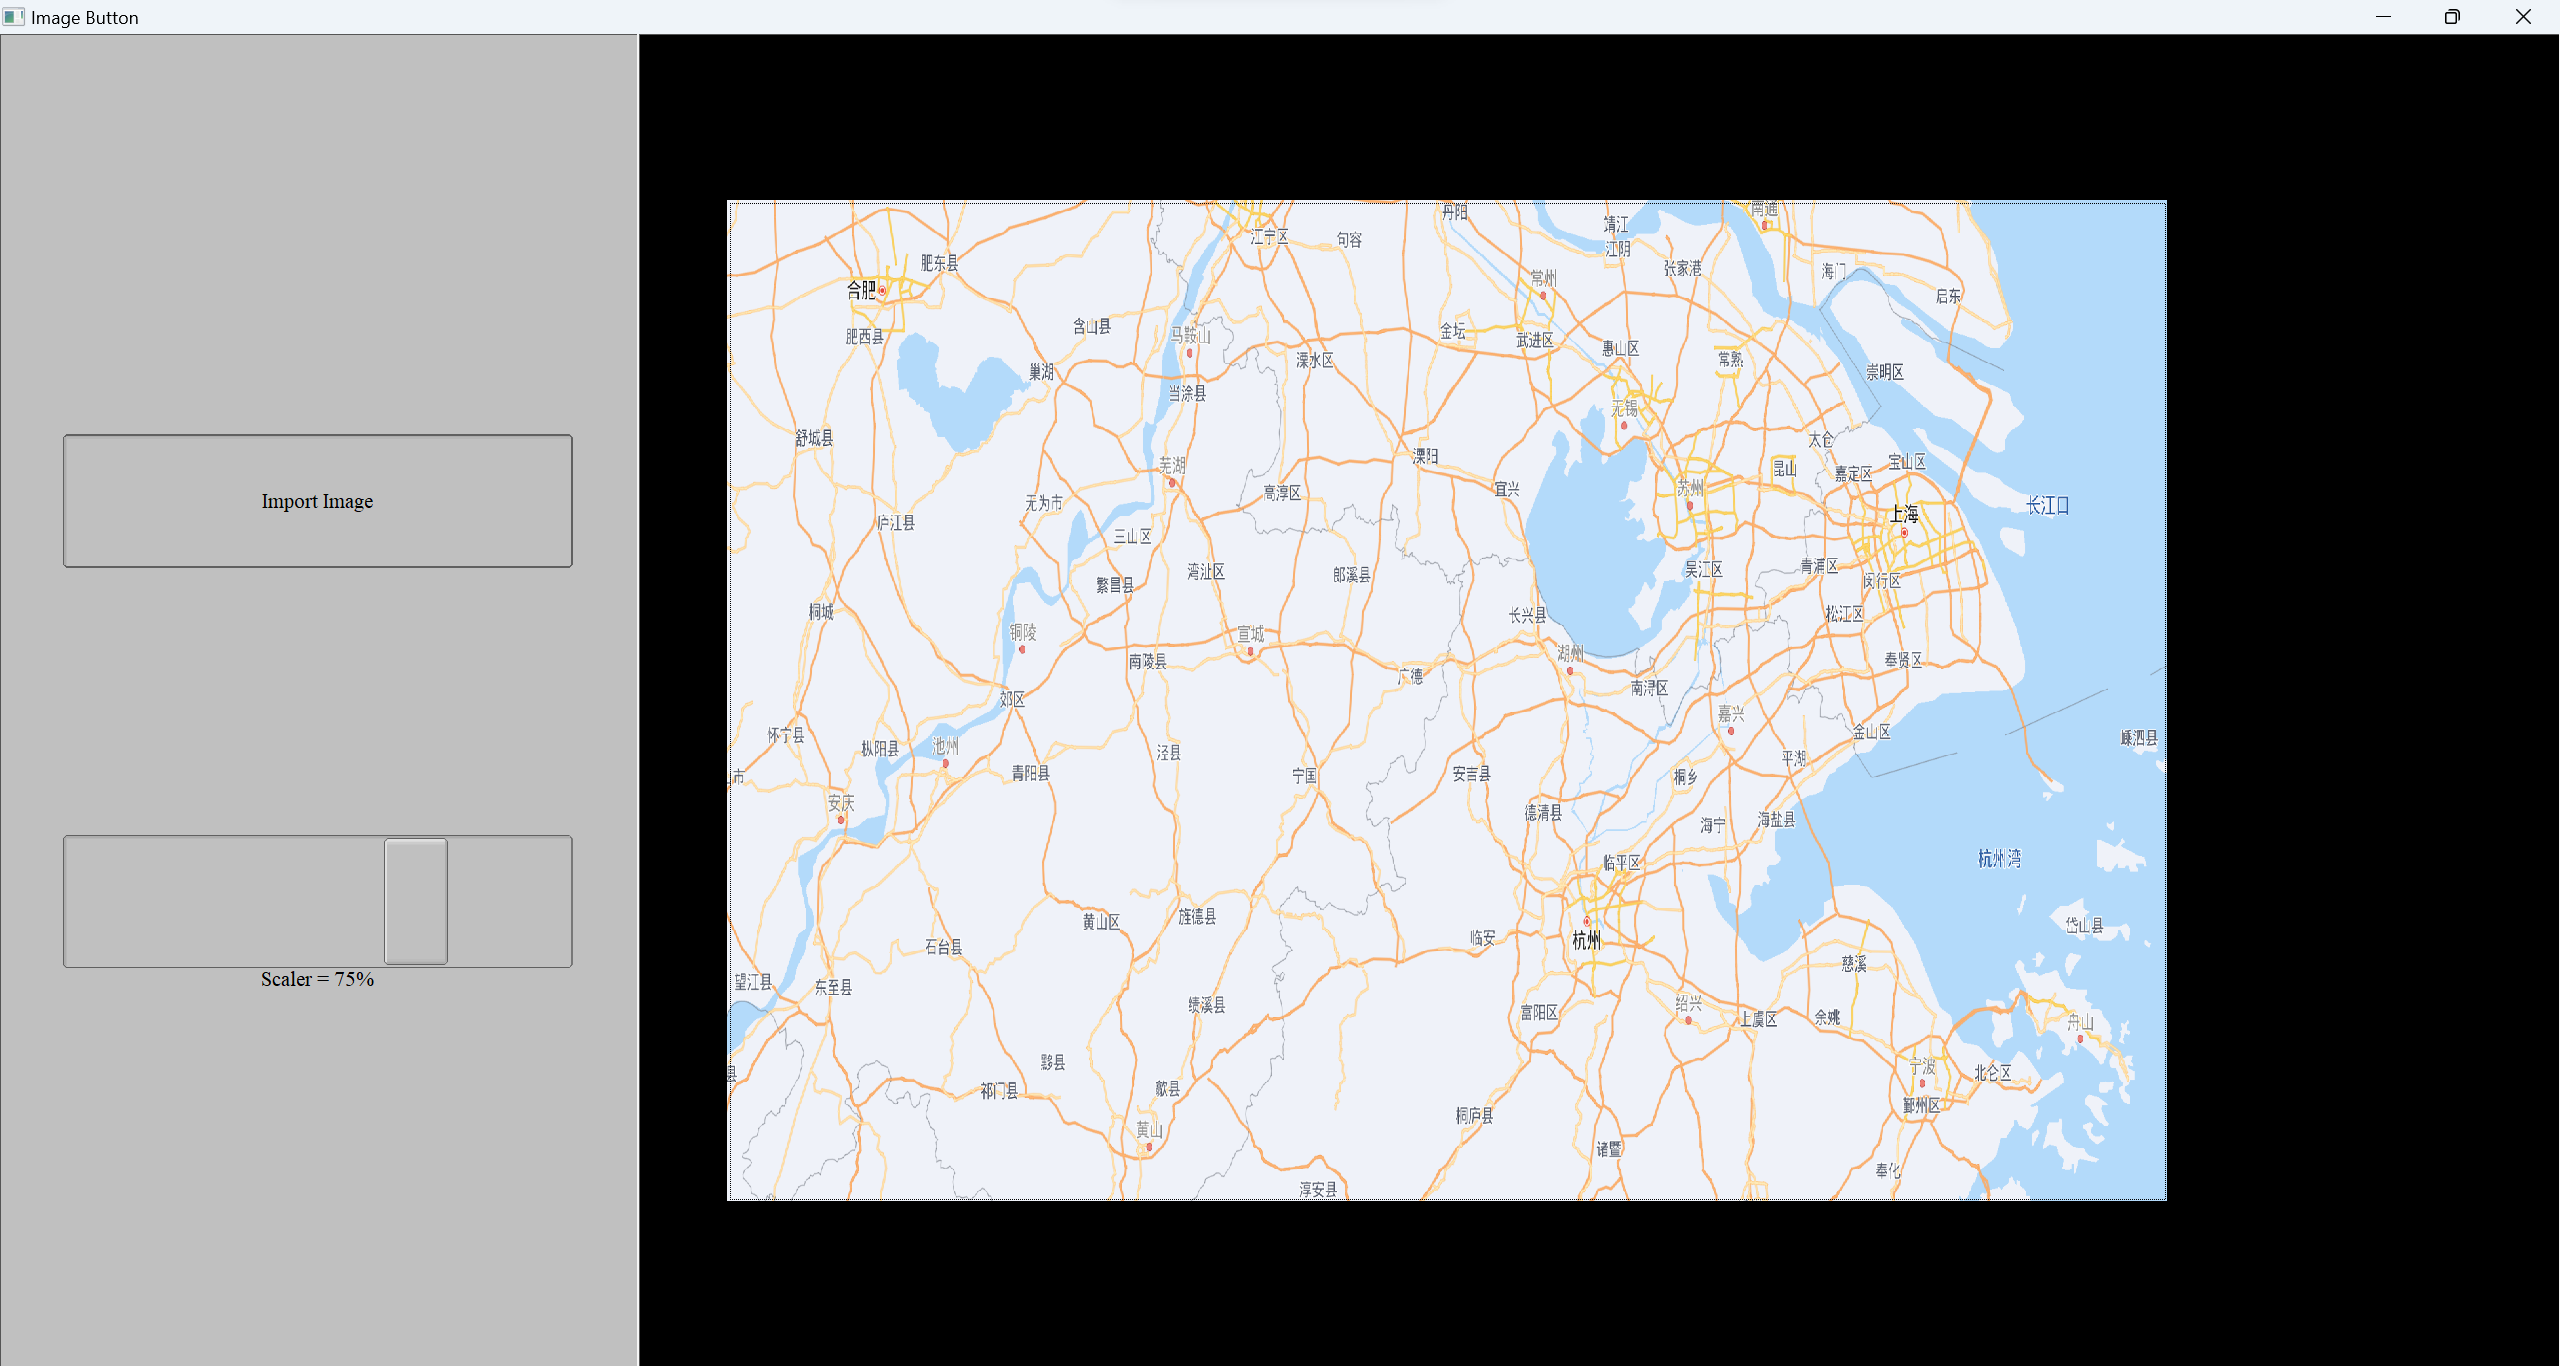 Image Button
Import Image
Scaler = 75%
丹阳
南通
靖江
江宁区
句容
江阴
肥东县
张家港
海门
常州
合肥
启东
含山县
金坛
马鞍山
肥西县
武进区
惠山区
溧水区
常熟
巢湖
崇明区
当涂县
无锡
舒城县
太仓
溧阳
宝山区
芜湖
昆山
嘉定区
苏州
宜兴
高淳区
无为市
长江口
上海
庐江县
三山区
青浦区
吴江区
湾沚区
郎溪县
闵行区
繁昌县
桐城
松江区
长兴县
铜陵
宣城
湖州
奉贤区
南陵县
广德
南浔区
郊区
嘉兴
金山区
怀宁县
嵊泗县
池州
枞阳县
泾县
平湖
青阳县
安吉县
宁国
市
桐乡
安庆
德清县
海盐县
海宁
杭州湾
临平区
旌德县
黄山区
岱山县
临安
杭州
石台县
慈溪
望江县
东至县
绩溪县
绍兴
富阳区
余姚
上虞区
舟山
黟县
宁波
北仑区
县
歙县
祁门县
鄞州区
桐庐县
黄山
诸暨
奉化
淳安县